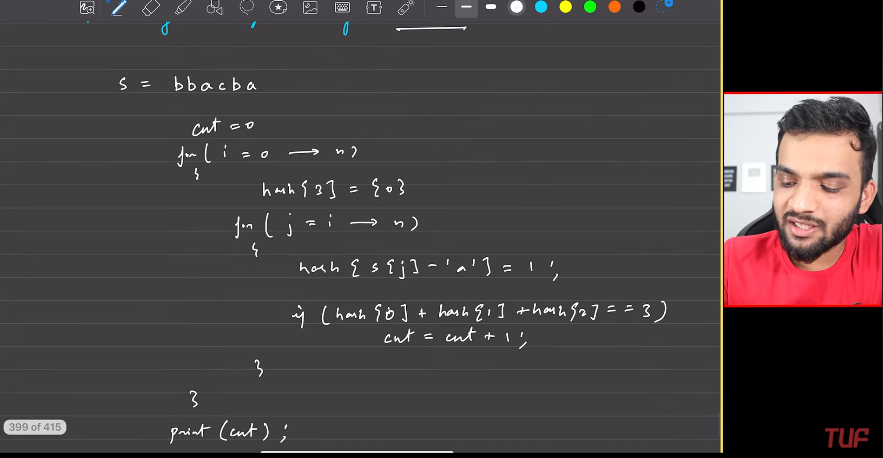 s = bbacba
cnt = 0
for( i = 0 → n)
{
hash[3] = {0}
for ( j = i → n)
{
hash[s[j] - 'a'] = 1;
if (hash[0] + hash[1] + hash[2] == 3)
cnt = cnt + 1;
}
}
print(cnt);
399 of 415
TUF